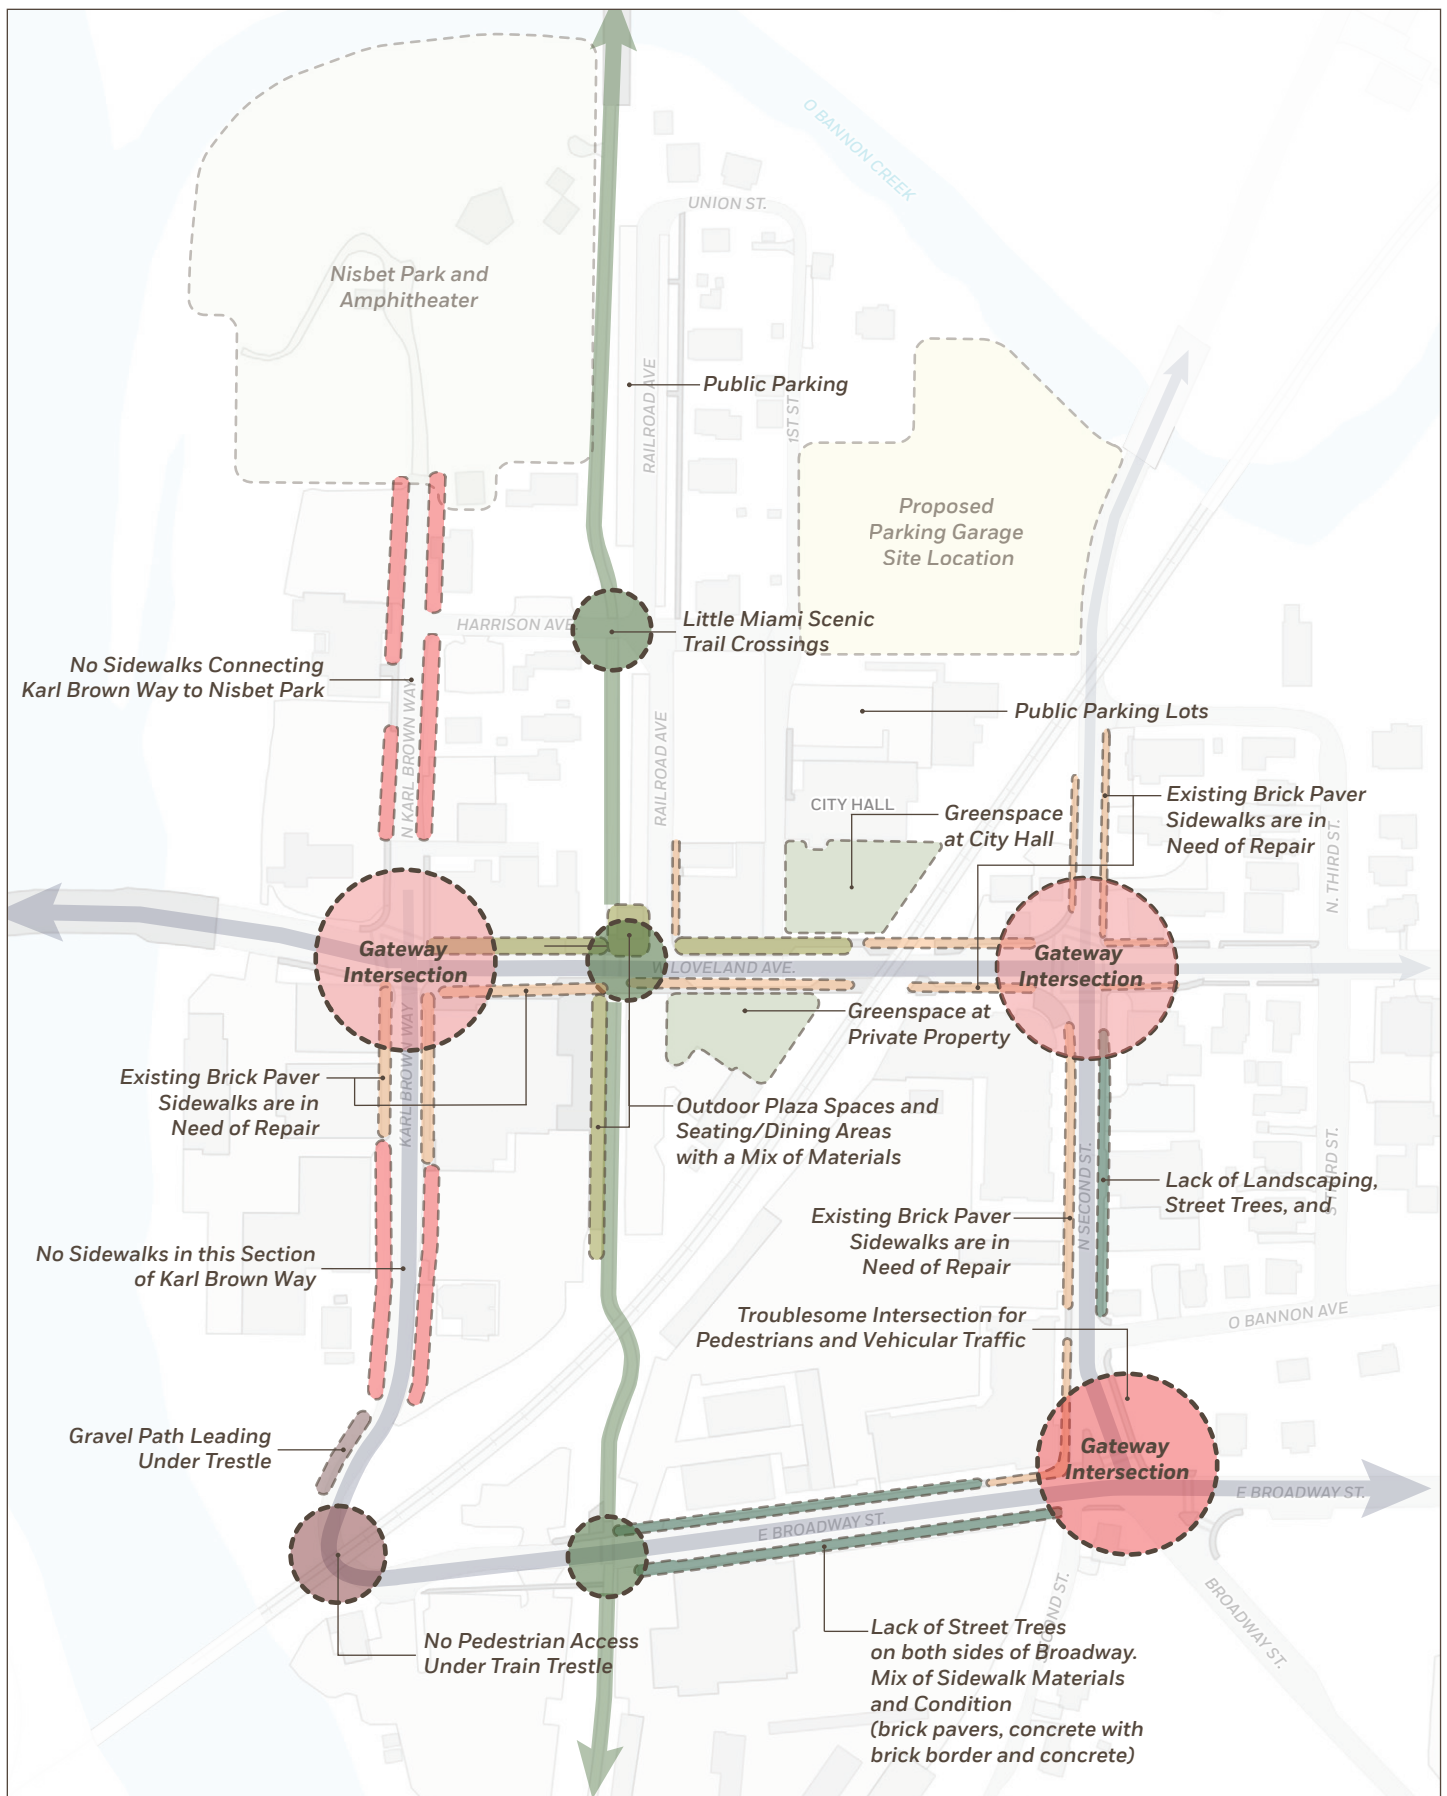 O BANNON CREEK
UNION ST.
Nisbet Park and
Amphitheater
RAILROAD AVE
Public Parking
1ST ST
Proposed
Parking Garage
Site Location
HARRISON AVE.
Little Miami Scenic
Trail Crossings
No Sidewalks Connecting
Karl Brown Way to Nisbet Park
N KARL BROWN WAY
RAILROAD AVE
Public Parking Lots
CITY HALL
Greenspace
at City Hall
Existing Brick Paver
Sidewalks are in
Need of Repair
N. THIRD ST.
Gateway
Intersection
W LOVELAND AVE.
Gateway
Intersection
Greenspace at
Private Property
KARL BROWN WAY
Existing Brick Paver
Sidewalks are in
Need of Repair
Outdoor Plaza Spaces and
Seating/Dining Areas
with a Mix of Materials
N SECOND ST.
Lack of Landscaping,
Street Trees, and
S THIRD ST.
Existing Brick Paver
Sidewalks are in
Need of Repair
No Sidewalks in this Section
of Karl Brown Way
Troublesome Intersection for
Pedestrians and Vehicular Traffic
O BANNON AVE
Gravel Path Leading
Under Trestle
Gateway
Intersection
E BROADWAY ST.
E BROADWAY ST.
BROADWAY ST.
No Pedestrian Access
Under Train Trestle
Lack of Street Trees
on both sides of Broadway.
Mix of Sidewalk Materials
and Condition
(brick pavers, concrete with
brick border and concrete)